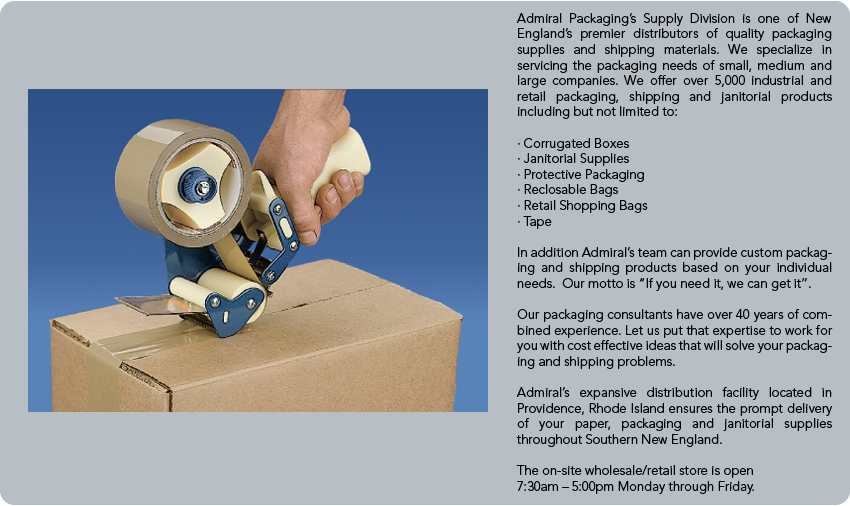 Admiral Packaging's Supply Division is one of New
England's premier distributors of quality packaging
supplies and shipping materials. We specialize in
servicing the packaging needs of small, medium and
large companies. We offer over 5,000 industrial and
retail packaging, shipping and janitorial products
including but not limited to:
· Corrugated Boxes
· Janitorial Supplies
· Protective Packaging
· Reclosable Bags
· Retail Shopping Bags
· Tape
In addition Admiral's team can provide custom packag-
ing and shipping products based on your individual
needs. Our motto is "If you need it, we can get it".
Our packaging consultants have over 40 years of com-
bined experience. Let us put that expertise to work for
you with cost effective ideas that will solve your packag-
ing and shipping problems.
Admiral's expansive distribution facility located in
Providence, Rhode Island ensures the prompt delivery
of your paper, packaging and janitorial supplies
throughout Southern New England.
The on-site wholesale/retail store is open
7:30am – 5:00pm Monday through Friday.